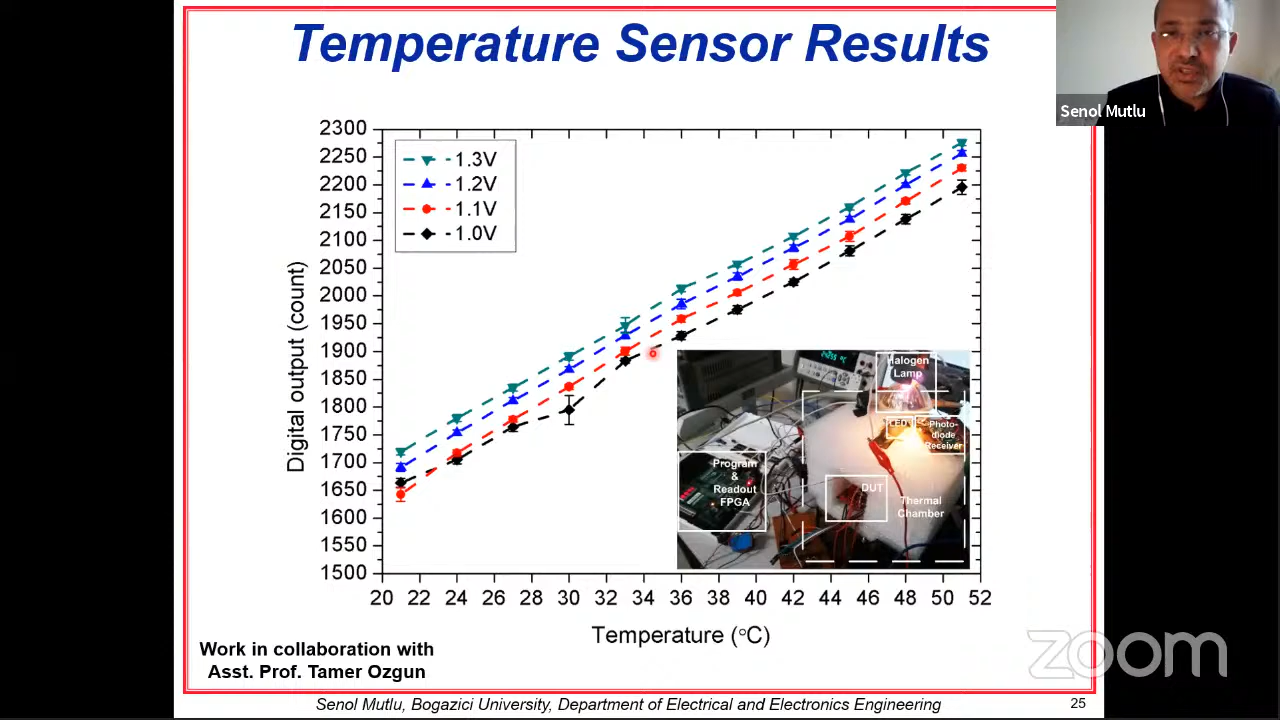 Temperature Sensor Results
Senol Mutlu
2300
2250
2200
2150
2100
2050
2000
1950
1900
1850
1800
1750
1700
1650
1600
1550
1500
Digital output (count)
1.3V
1.2V
1.1V
1.0V
Halogen
Lamp
LED
Photo-
diode
Receiver
Program
&
Readout
FPGA
DUT
Thermal
Chamber
20 22 24 26 28 30 32 34 36 38 40 42 44 46 48 50 52
Temperature (°C)
Work in collaboration with
Asst. Prof. Tamer Ozgun
zoom
Senol Mutlu, Bogazici University, Department of Electrical and Electronics Engineering
25